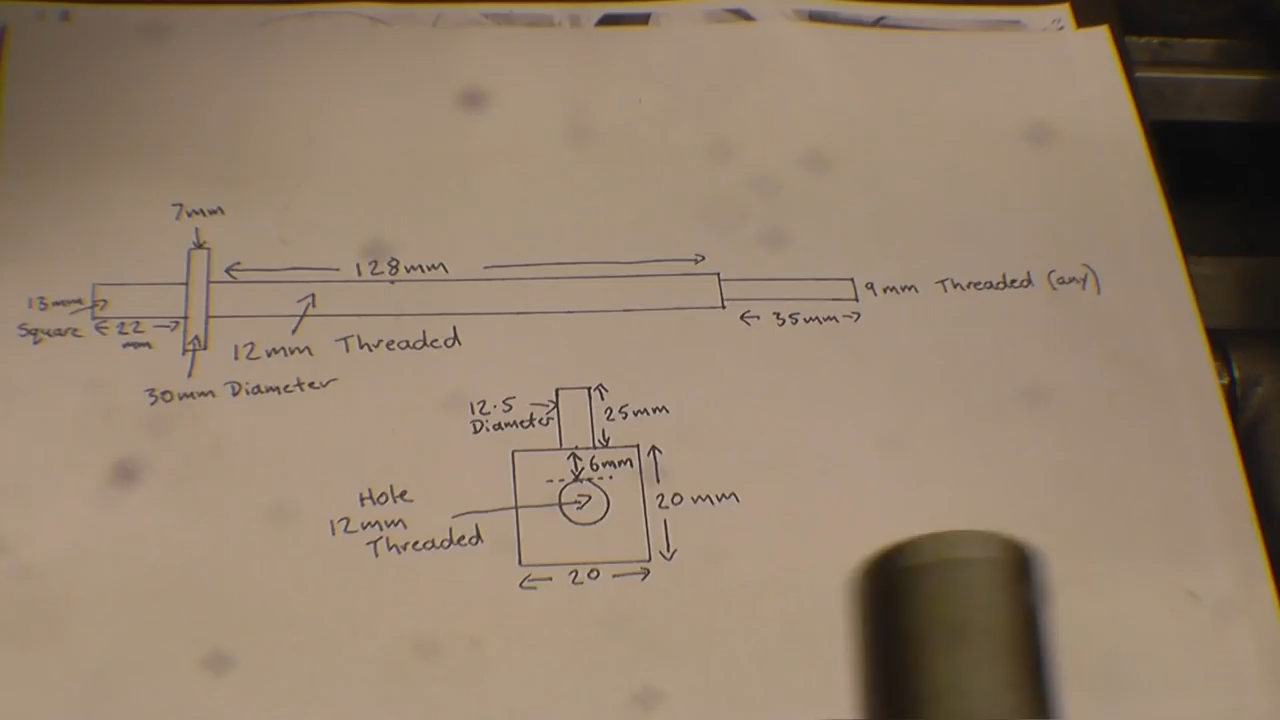 7mm
128mm
13mm
Square
22
mm
12mm Threaded
30mm Diameter
35mm
9mm Threaded (any)
12.5
Diameter
25mm
6mm
20mm
Hole
12mm
Threaded
20